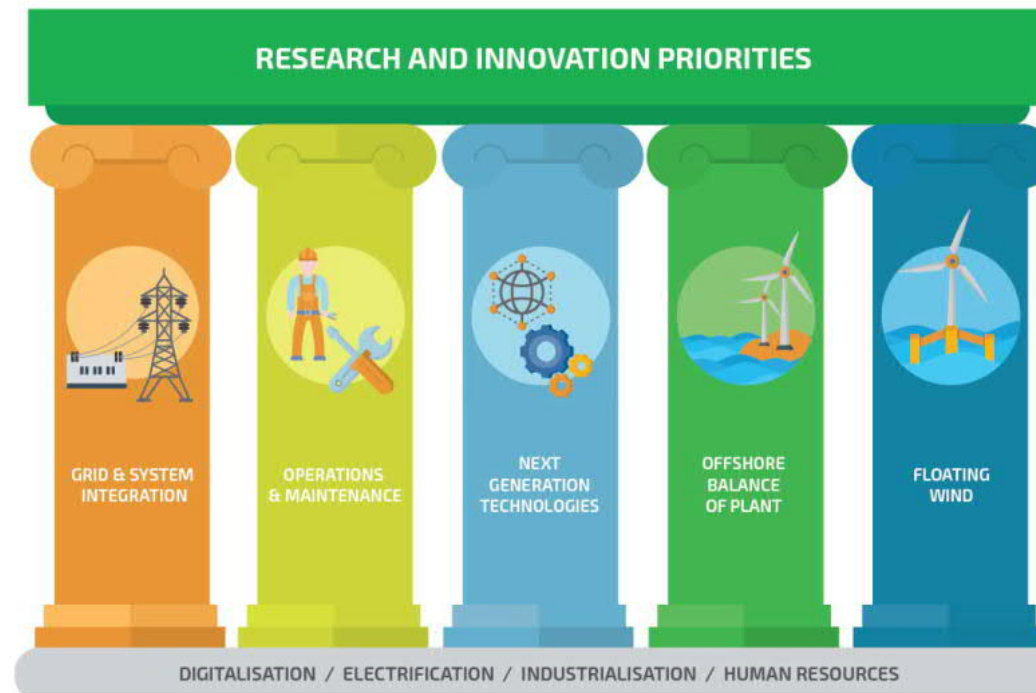 RESEARCH AND INNOVATION PRIORITIES
GRID & SYSTEM
INTEGRATION
OPERATIONS
& MAINTENANCE
NEXT
GENERATION
TECHNOLOGIES
OFFSHORE
BALANCE
OF PLANT
FLOATING
WIND
DIGITALISATION / ELECTRIFICATION / INDUSTRIALISATION / HUMAN RESOURCES